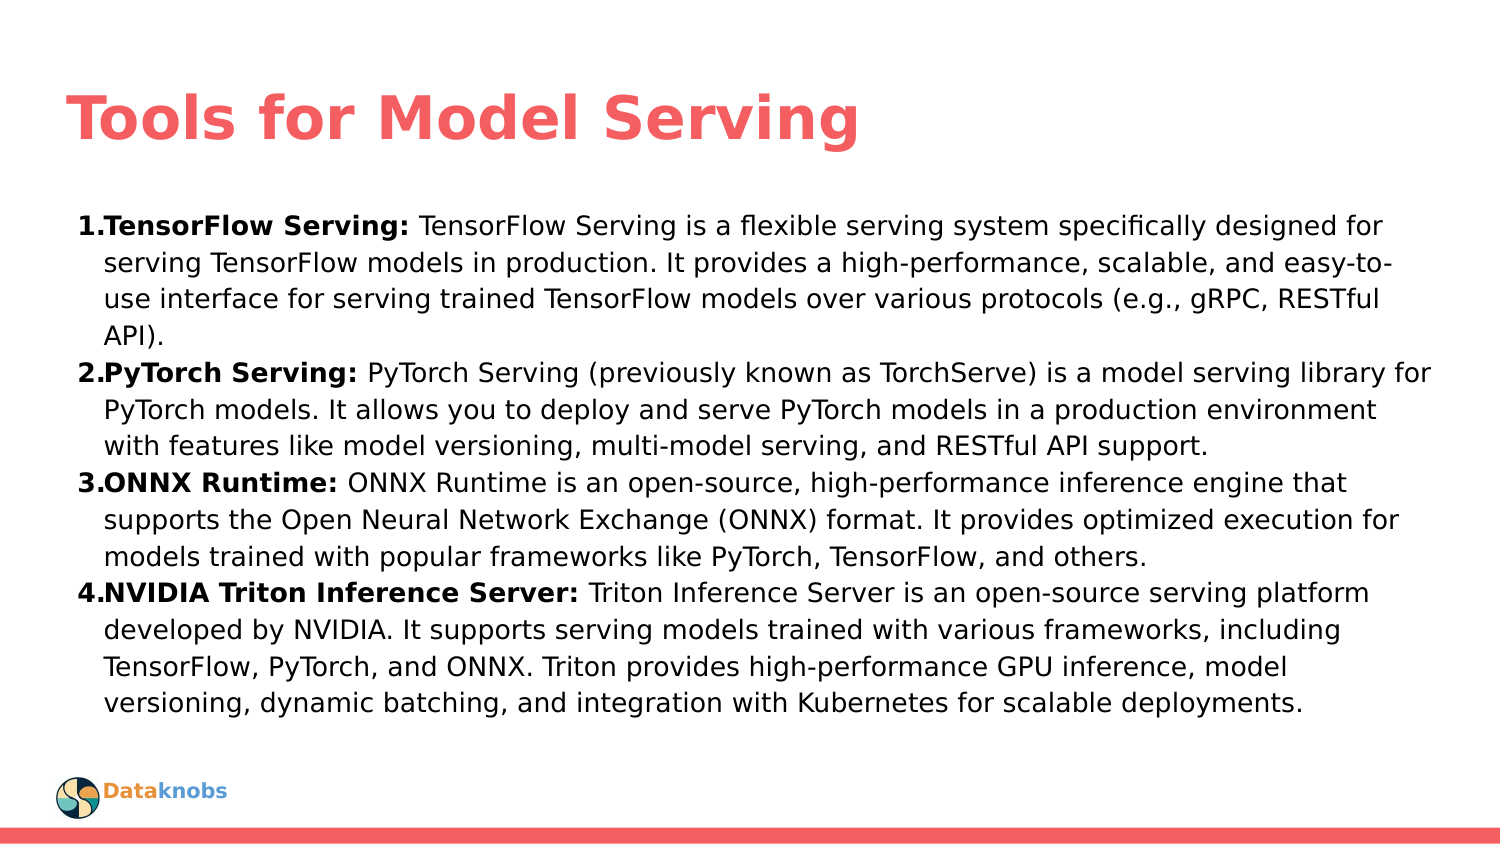 Tools for Model Serving
1.TensorFlow Serving: TensorFlow Serving is a flexible serving system specifically designed for
serving TensorFlow models in production. It provides a high-performance, scalable, and easy-to-
use interface for serving trained TensorFlow models over various protocols (e.g., gRPC, RESTful
API).
2.PyTorch Serving: PyTorch Serving (previously known as TorchServe) is a model serving library for
PyTorch models. It allows you to deploy and serve PyTorch models in a production environment
with features like model versioning, multi-model serving, and RESTful API support.
3.ONNX Runtime: ONNX Runtime is an open-source, high-performance inference engine that
supports the Open Neural Network Exchange (ONNX) format. It provides optimized execution for
models trained with popular frameworks like PyTorch, TensorFlow, and others.
4.NVIDIA Triton Inference Server: Triton Inference Server is an open-source serving platform
developed by NVIDIA. It supports serving models trained with various frameworks, including
TensorFlow, PyTorch, and ONNX. Triton provides high-performance GPU inference, model
versioning, dynamic batching, and integration with Kubernetes for scalable deployments.
Dataknobs